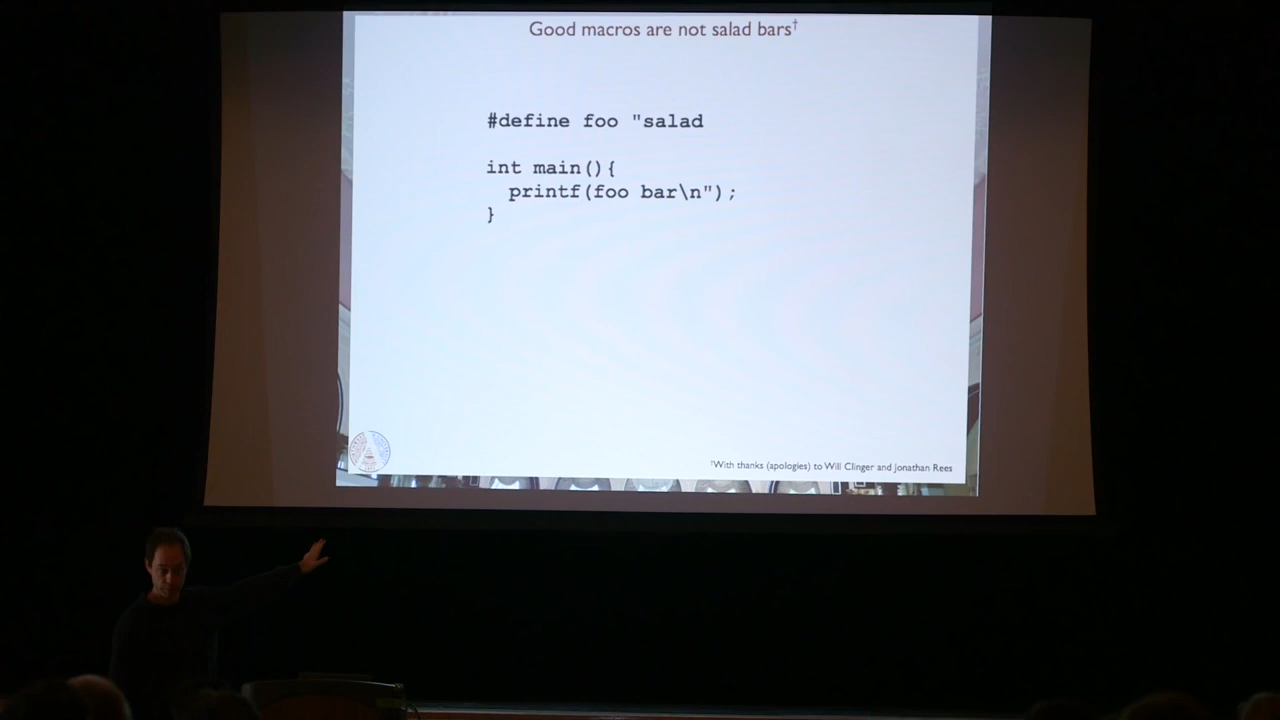 Good macros are not salad bars†
#define foo "salad
int main(){
printf(foo bar\n");
}
†With thanks (apologies) to Will Clinger and Jonathan Rees